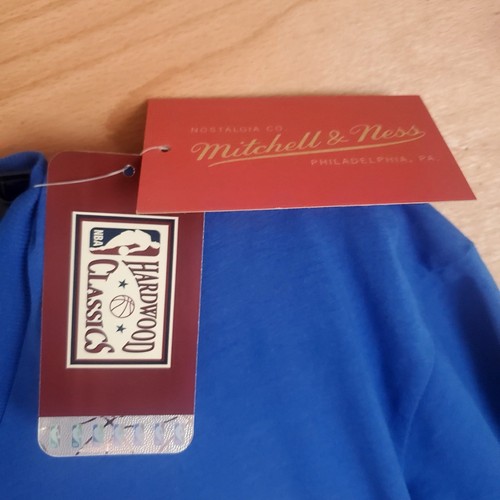 NOSTALGIA CO.
Mitchell & Ness
PHILADELPHIA, PA.
NBA
HARDWOOD
CLASSICS